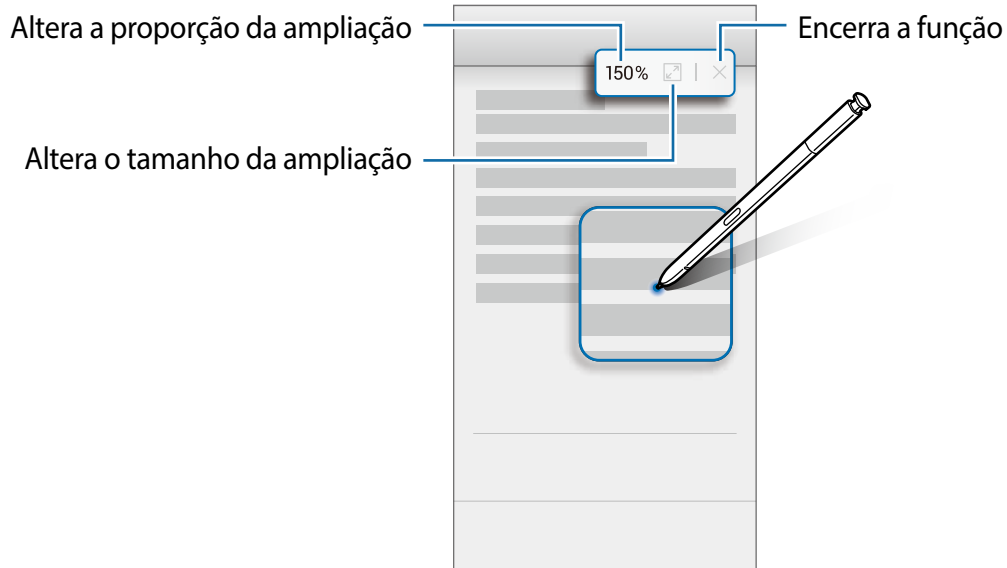 Altera a proporção da ampliação
Encerra a função
150%
Altera o tamanho da ampliação